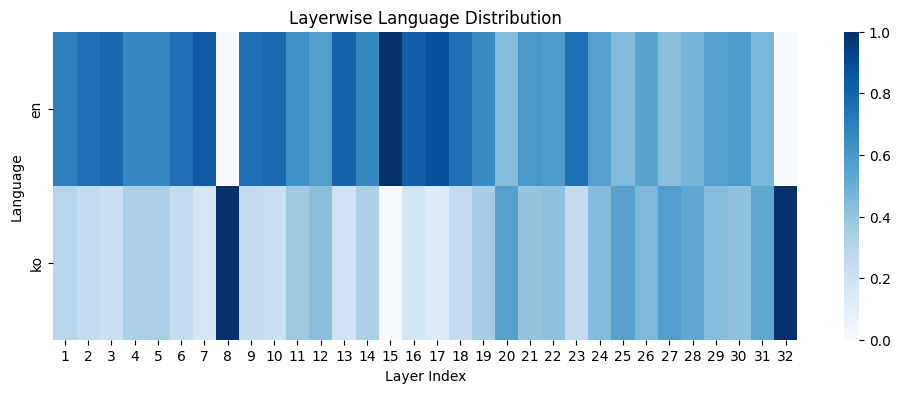 Layerwise Language Distribution
1.0
en
0.8
0.6
Language
0.4
ko
0.2
0.0
1 2 3 4 5 6 7 8 9 10 11 12 13 14 15 16 17 18 19 20 21 22 23 24 25 26 27 28 29 30 31 32
Layer Index